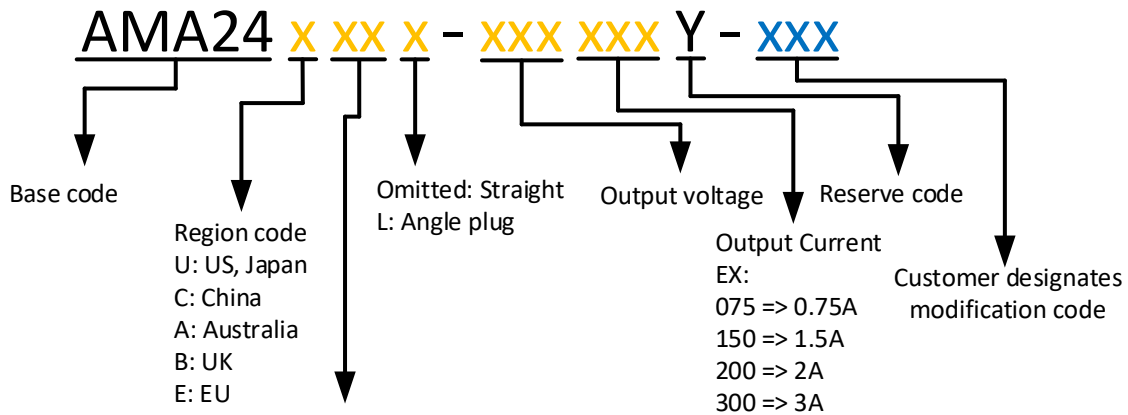 AMA24 x xx x - xxx xxx Y - xxx
Base code
Region code
U: US, Japan
C: China
A: Australia
B: UK
E: EU
Omitted: Straight
L: Angle plug
Output voltage
Output Current
EX:
075 => 0.75A
150 => 1.5A
200 => 2A
300 => 3A
Reserve code
Customer designates
modification code